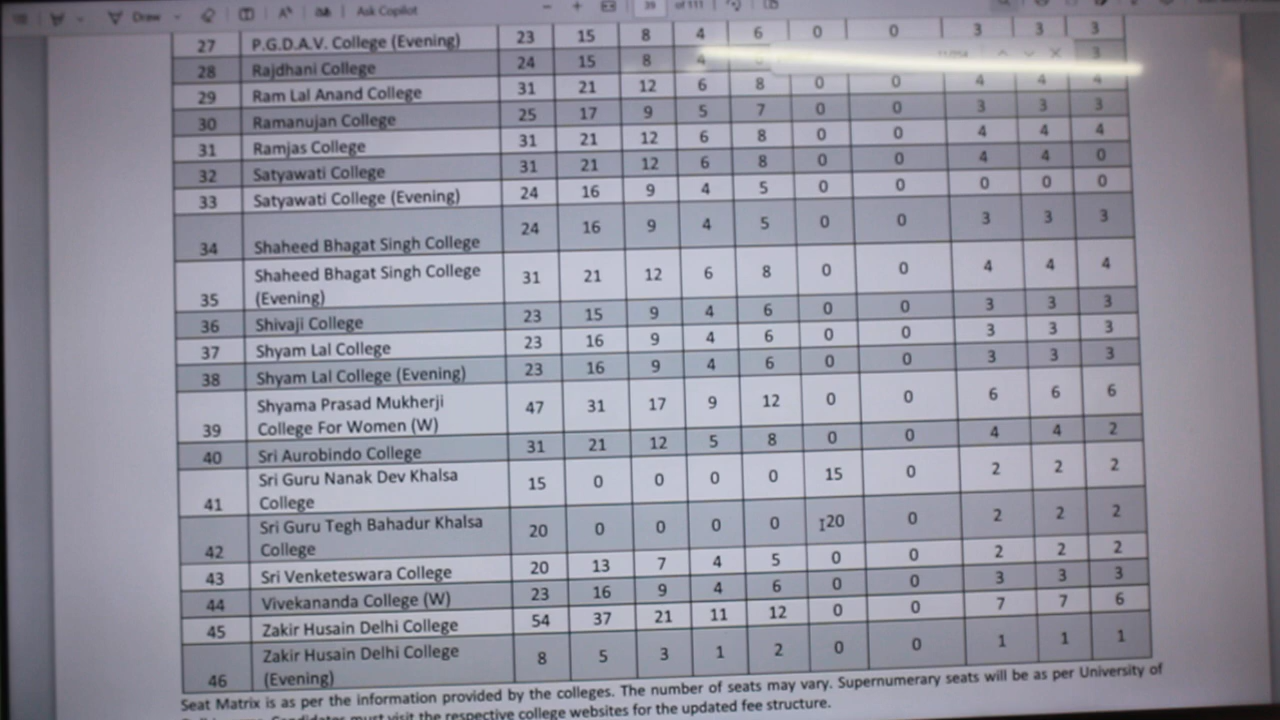 Draw
Ask Copilot
39 of 111
27 P.G.D.A.V. College (Evening) 23 15 8 4 6 0 0 3 3 3
28 Rajdhani College 24 15 8 4 3
29 Ram Lal Anand College 31 21 12 6 8 0 0 4 4 4
30 Ramanujan College 25 17 9 5 7 0 0 3 3 3
31 Ramjas College 31 21 12 6 8 0 0 4 4 4
32 Satyawati College 31 21 12 6 8 0 0 4 4 0
33 Satyawati College (Evening) 24 16 9 4 5 0 0 0 0 0
34 Shaheed Bhagat Singh College 24 16 9 4 5 0 0 3 3 3
Shaheed Bhagat Singh College
35 (Evening) 31 21 12 6 8 0 0 4 4 4
36 Shivaji College 23 15 9 4 6 0 0 3 3 3
37 Shyam Lal College 23 16 9 4 6 0 0 3 3 3
38 Shyam Lal College (Evening) 23 16 9 4 6 0 0 3 3 3
Shyama Prasad Mukherji
39 College For Women (W) 47 31 17 9 12 0 0 6 6 6
40 Sri Aurobindo College 31 21 12 5 8 0 0 4 4 2
Sri Guru Nanak Dev Khalsa
41 College 15 0 0 0 0 15 0 2 2 2
Sri Guru Tegh Bahadur Khalsa
42 College 20 0 0 0 0 20 0 2 2 2
43 Sri Venketeswara College 20 13 7 4 5 0 0 2 2 2
44 Vivekananda College (W) 23 16 9 4 6 0 0 3 3 3
45 Zakir Husain Delhi College 54 37 21 11 12 0 0 7 7 6
Zakir Husain Delhi College
46 (Evening) 8 5 3 1 2 0 0 1 1 1
Seat Matrix is as per the information provided by the colleges. The number of seats may vary. Supernumerary seats will be as per University of
Candidates must visit the respective college websites for the updated fee structure.